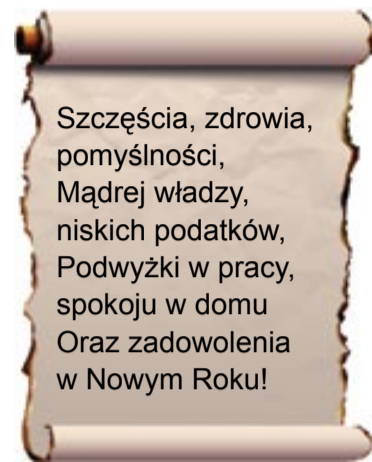 Szczęścia, zdrowia,
pomyślności,
Mądrej władzy,
niskich podatków,
Podwyżki w pracy,
spokoju w domu
Oraz zadowolenia
w Nowym Roku!